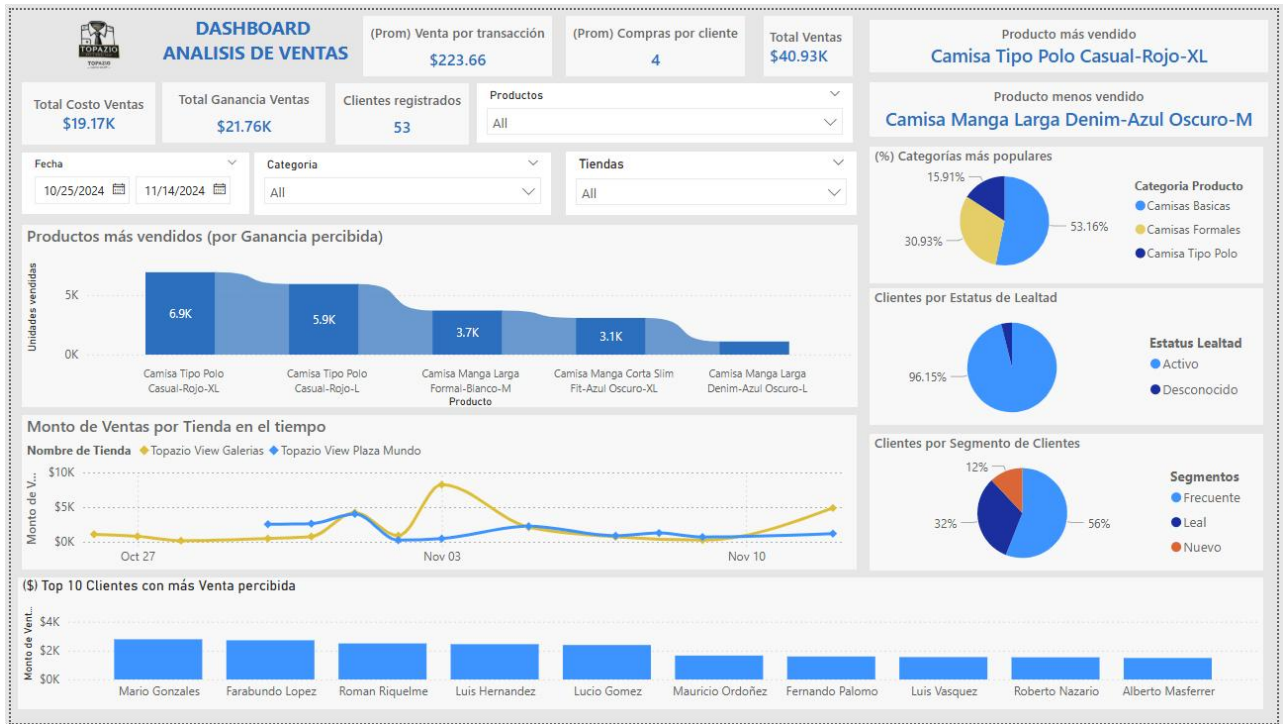 TOPAZIO
TOPAZIO
DASHBOARD
ANALISIS DE VENTAS
(Prom) Venta por transacción
$223.66
(Prom) Compras por cliente
4
Total Ventas
$40.93K
Producto más vendido
Camisa Tipo Polo Casual-Rojo-XL
Total Costo Ventas
$19.17K
Total Ganancia Ventas
$21.76K
Clientes registrados
53
Productos
All
Producto menos vendido
Camisa Manga Larga Denim-Azul Oscuro-M
Fecha
10/25/2024
11/14/2024
Categoria
All
Tiendas
All
(%) Categorías más populares
15.91%
30.93%
53.16%
Categoria Producto
Camisas Basicas
Camisas Formales
Camisa Tipo Polo
Productos más vendidos (por Ganancia percibida)
Unidades vendidas
5K
0K
6.9K
5.9K
3.7K
3.1K
Camisa Tipo Polo
Casual-Rojo-XL
Camisa Tipo Polo
Casual-Rojo-L
Camisa Manga Larga
Formal-Blanco-M
Camisa Manga Corta Slim
Fit-Azul Oscuro-XL
Camisa Manga Larga
Denim-Azul Oscuro-L
Producto
Clientes por Estatus de Lealtad
96.15%
Estatus Lealtad
Activo
Desconocido
Monto de Ventas por Tienda en el tiempo
Nombre de Tienda
Topazio View Galerias
Topazio View Plaza Mundo
Monto de V...
$10K
$5K
$0K
Oct 27
Nov 03
Nov 10
Clientes por Segmento de Clientes
12%
32%
56%
Segmentos
Frecuente
Leal
Nuevo
($) Top 10 Clientes con más Venta percibida
Monto de Vent...
$4K
$2K
$0K
Mario Gonzales
Farabundo Lopez
Roman Riquelme
Luis Hernandez
Lucio Gomez
Mauricio Ordoñez
Fernando Palomo
Luis Vasquez
Roberto Nazario
Alberto Masferrer